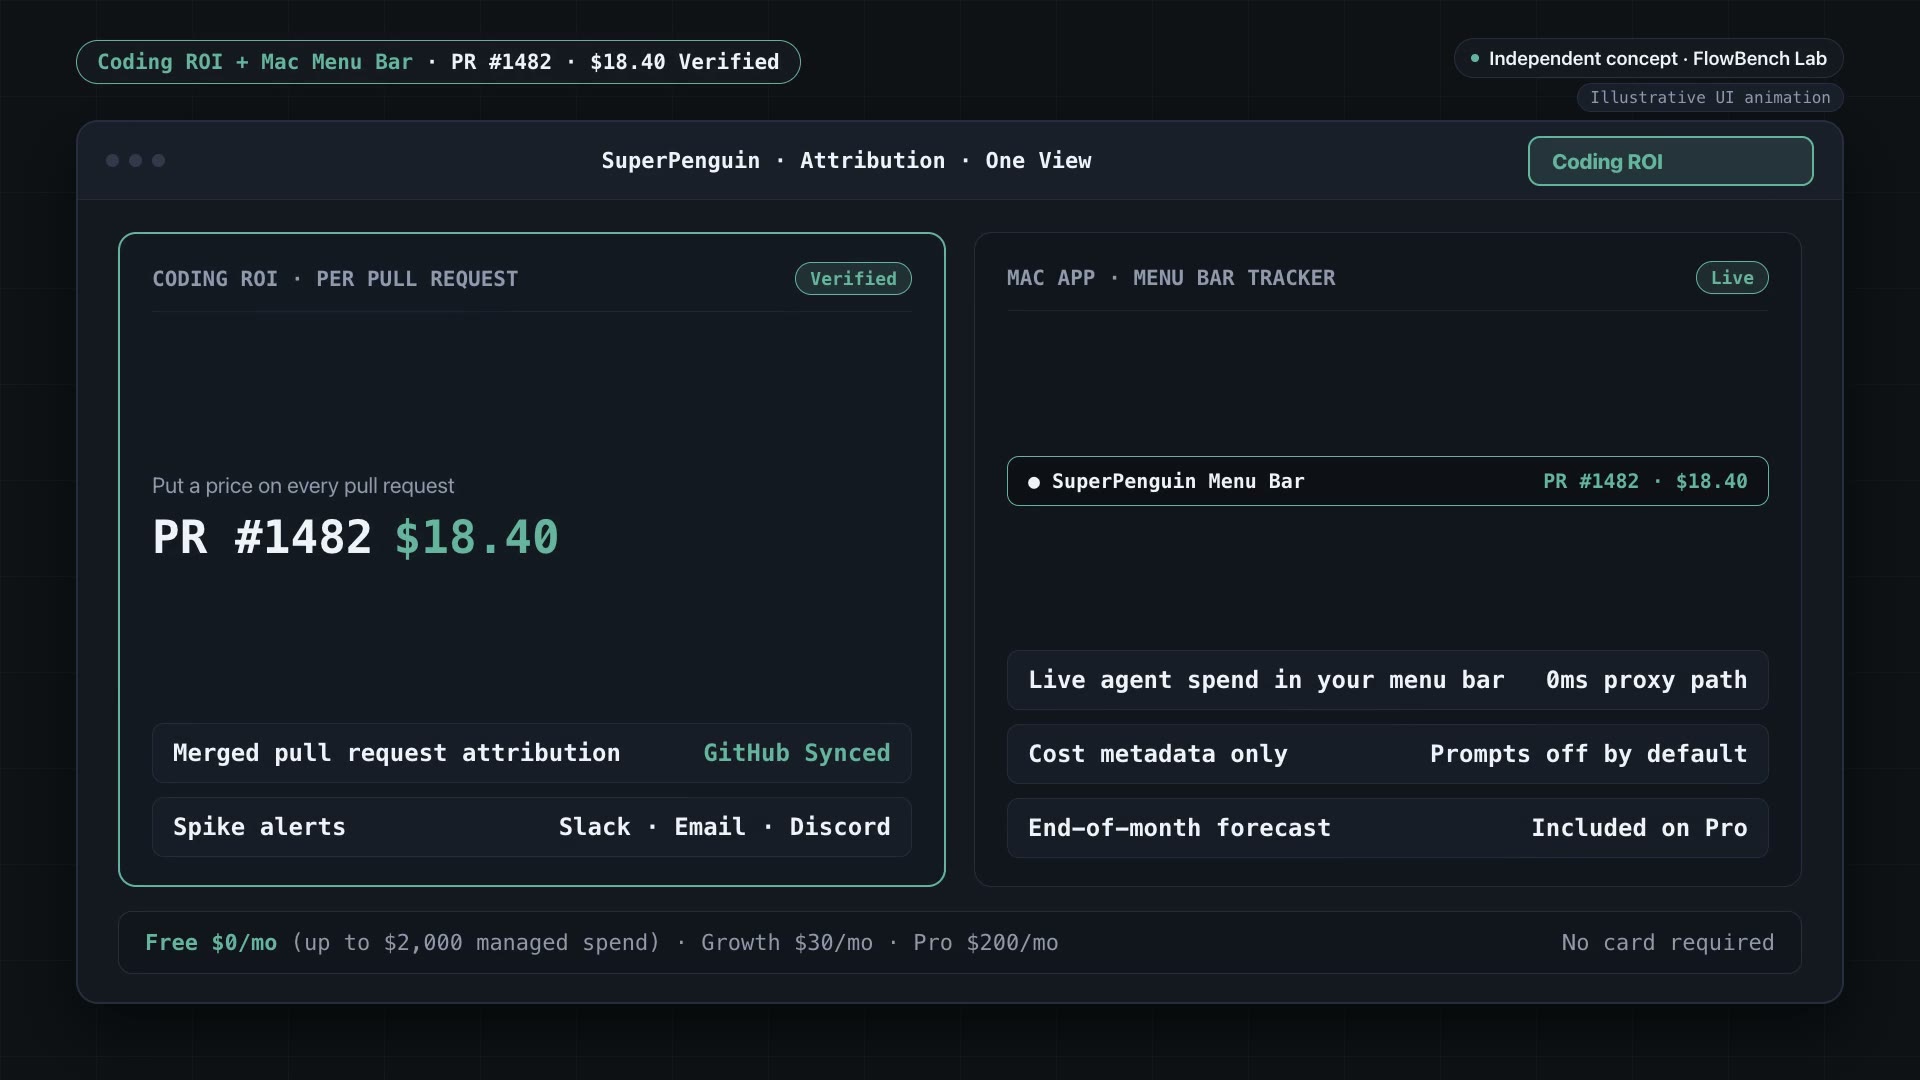 Coding ROI + Mac Menu Bar · PR #1482 · $18.40 Verified
Independent concept · FlowBench Lab
Illustrative UI animation
SuperPenguin · Attribution · One View
Coding ROI
CODING ROI · PER PULL REQUEST
Verified
Put a price on every pull request
PR #1482 $18.40
Merged pull request attribution GitHub Synced
Spike alerts Slack · Email · Discord
MAC APP · MENU BAR TRACKER
Live
SuperPenguin Menu Bar PR #1482 · $18.40
Live agent spend in your menu bar 0ms proxy path
Cost metadata only Prompts off by default
End-of-month forecast Included on Pro
Free $0/mo (up to $2,000 managed spend) · Growth $30/mo · Pro $200/mo
No card required